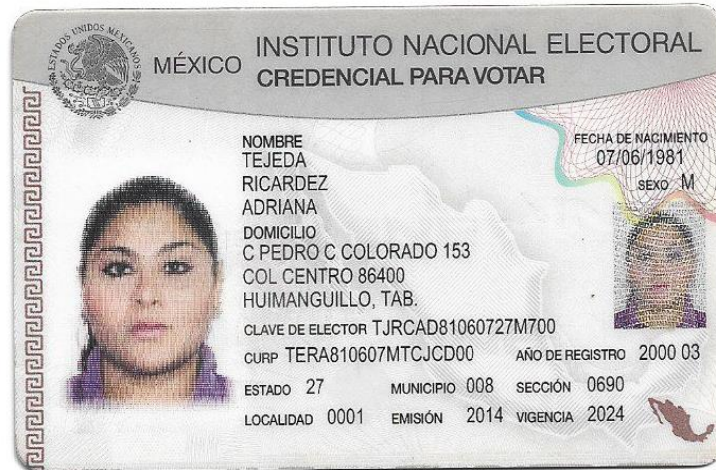 ESTADOS UNIDOS MEXICANOS
MÉXICO
INSTITUTO NACIONAL ELECTORAL
CREDENCIAL PARA VOTAR
NOMBRE
TEJEDA
RICARDEZ
ADRIANA
FECHA DE NACIMIENTO
07/06/1981
SEXO M
DOMICILIO
C PEDRO C COLORADO 153
COL CENTRO 86400
HUIMANGUILLO, TAB.
CLAVE DE ELECTOR TJRCAD81060727M700
CURP TERA810607MTCJCD00 AÑO DE REGISTRO 2000 03
ESTADO 27 MUNICIPIO 008 SECCIÓN 0690
LOCALIDAD 0001 EMISIÓN 2014 VIGENCIA 2024